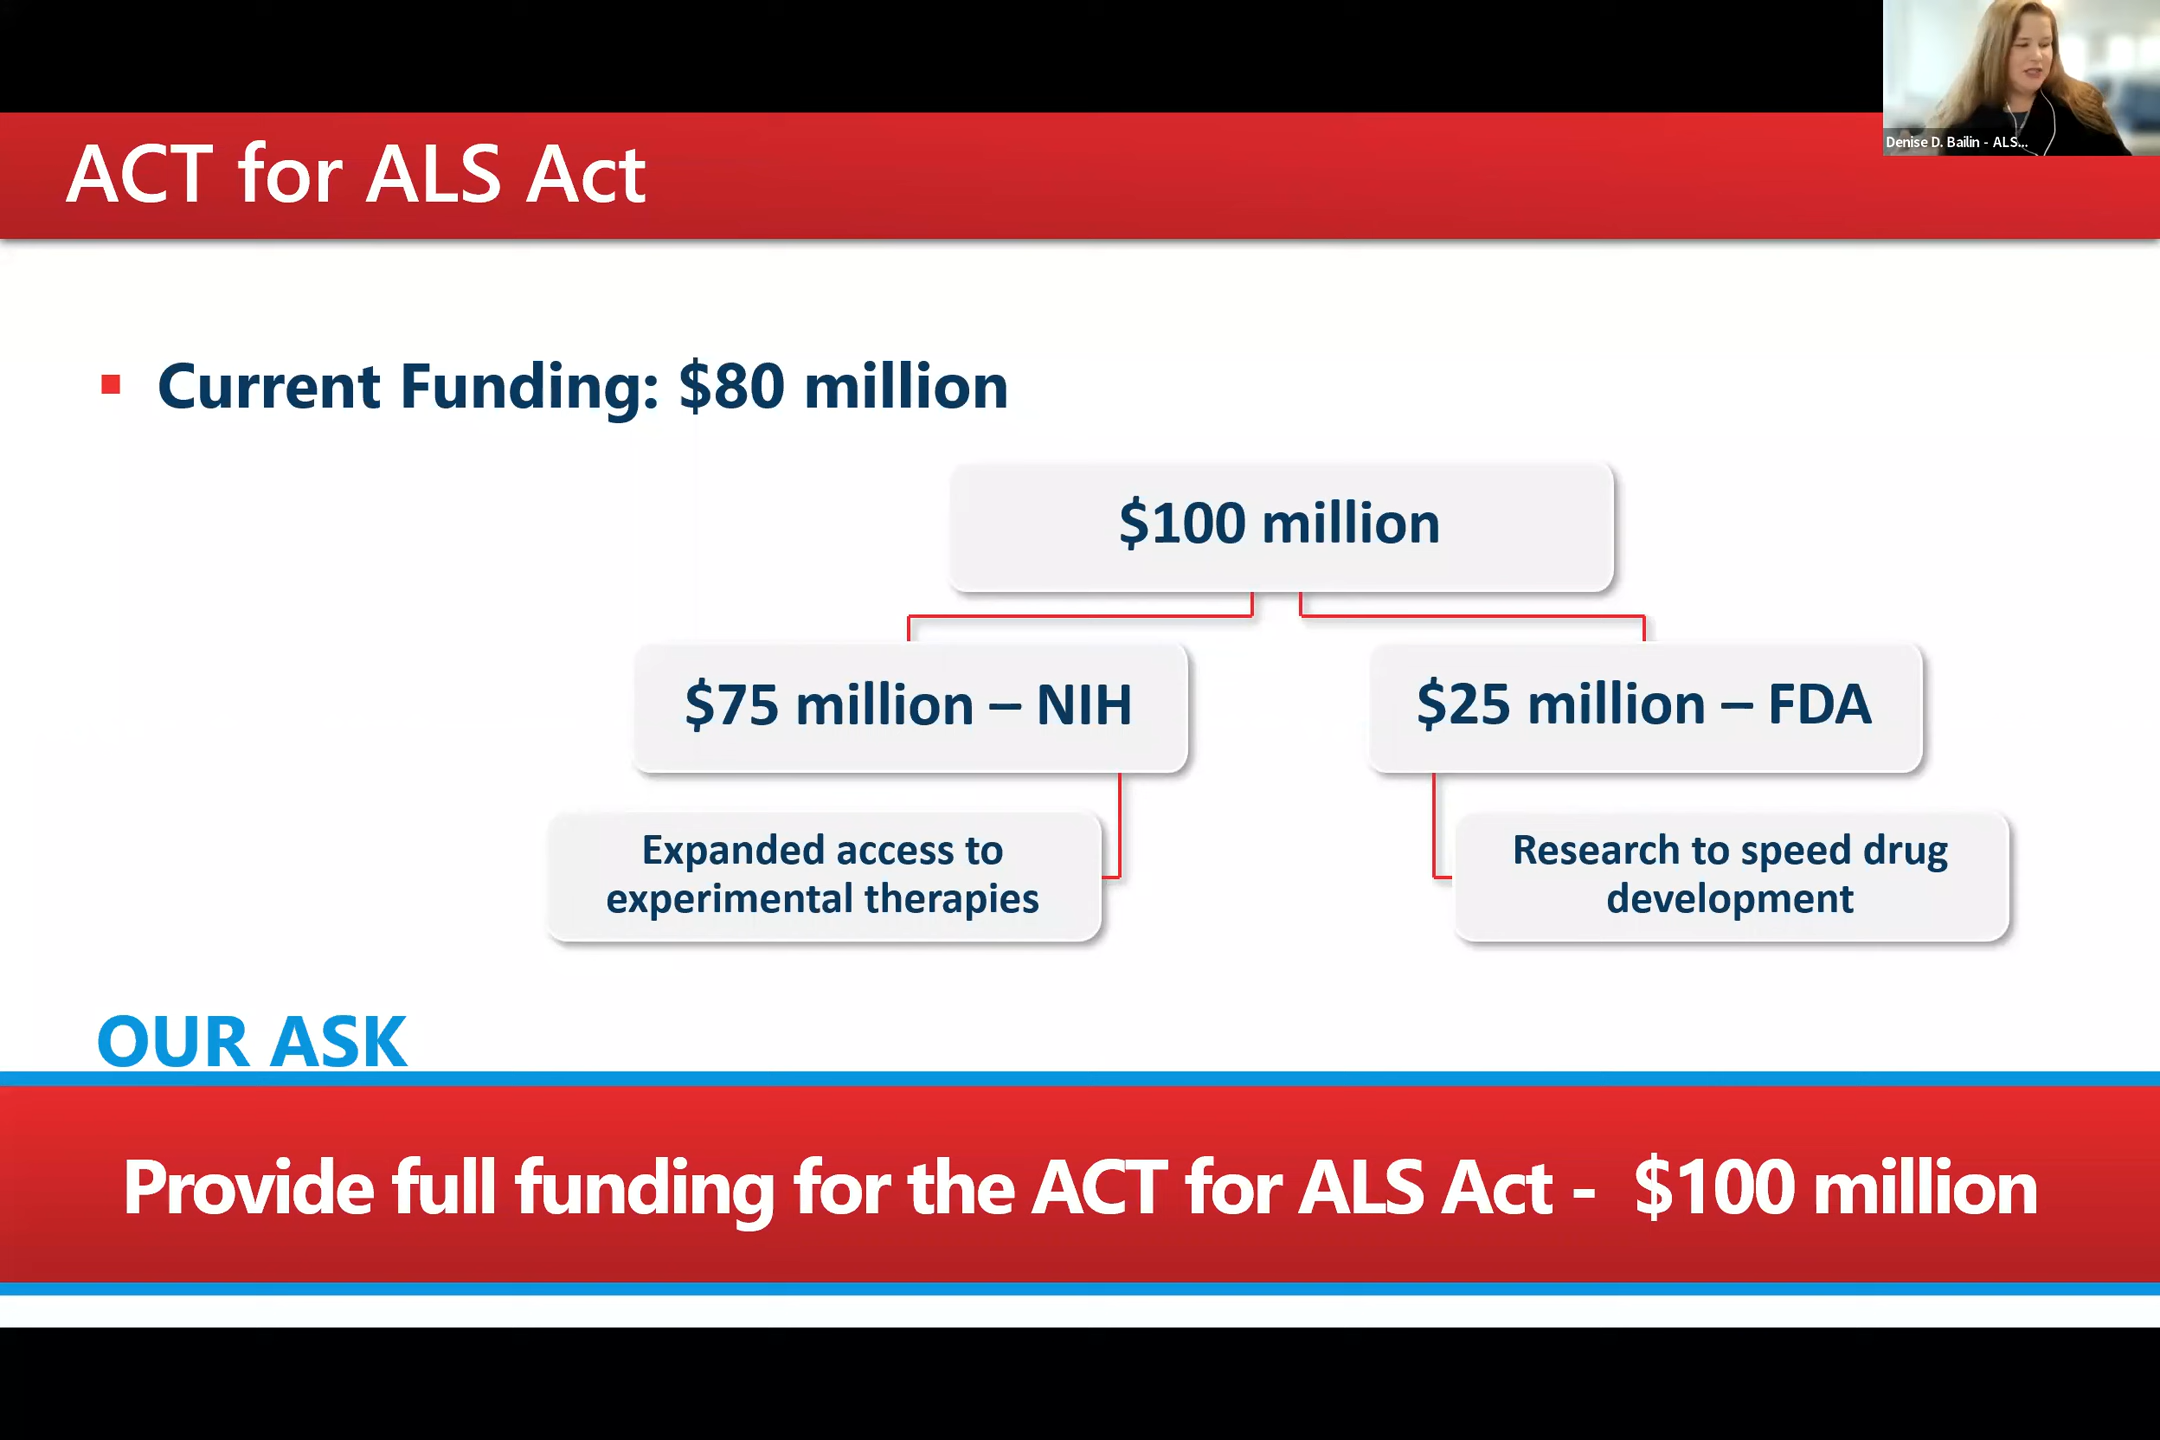 Denise D. Bailin - ALS...
ACT for ALS Act
▪ Current Funding: $80 million
$100 million
$75 million – NIH
$25 million – FDA
Expanded access to
experimental therapies
Research to speed drug
development
OUR ASK
Provide full funding for the ACT for ALS Act - $100 million